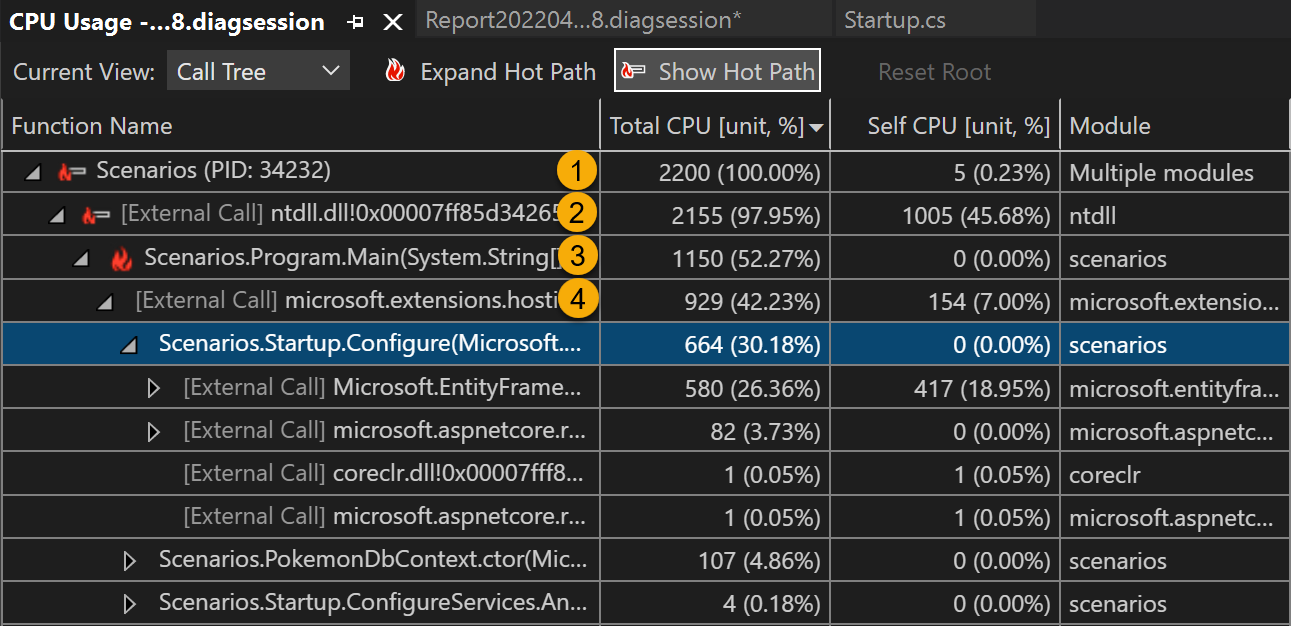 CPU Usage -...8.diagsession Report202204...8.diagsession* Startup.cs
Current View: Call Tree Expand Hot Path Show Hot Path Reset Root
Function Name Total CPU [unit, %] Self CPU [unit, %] Module
Scenarios (PID: 34232) 1 2200 (100.00%) 5 (0.23%) Multiple modules
[External Call] ntdll.dll!0x00007ff85d34265 2 2155 (97.95%) 1005 (45.68%) ntdll
Scenarios.Program.Main(System.String[] 3 1150 (52.27%) 0 (0.00%) scenarios
[External Call] microsoft.extensions.hosti 4 929 (42.23%) 154 (7.00%) microsoft.extensio...
Scenarios.Startup.Configure(Microsoft.... 664 (30.18%) 0 (0.00%) scenarios
[External Call] Microsoft.EntityFrame... 580 (26.36%) 417 (18.95%) microsoft.entityfra...
[External Call] microsoft.aspnetcore.r... 82 (3.73%) 0 (0.00%) microsoft.aspnetc...
[External Call] coreclr.dll!0x00007fff8... 1 (0.05%) 1 (0.05%) coreclr
[External Call] microsoft.aspnetcore.r... 1 (0.05%) 1 (0.05%) microsoft.aspnetc...
Scenarios.PokemonDbContext.ctor(Mic... 107 (4.86%) 0 (0.00%) scenarios
Scenarios.Startup.ConfigureServices.An... 4 (0.18%) 0 (0.00%) scenarios